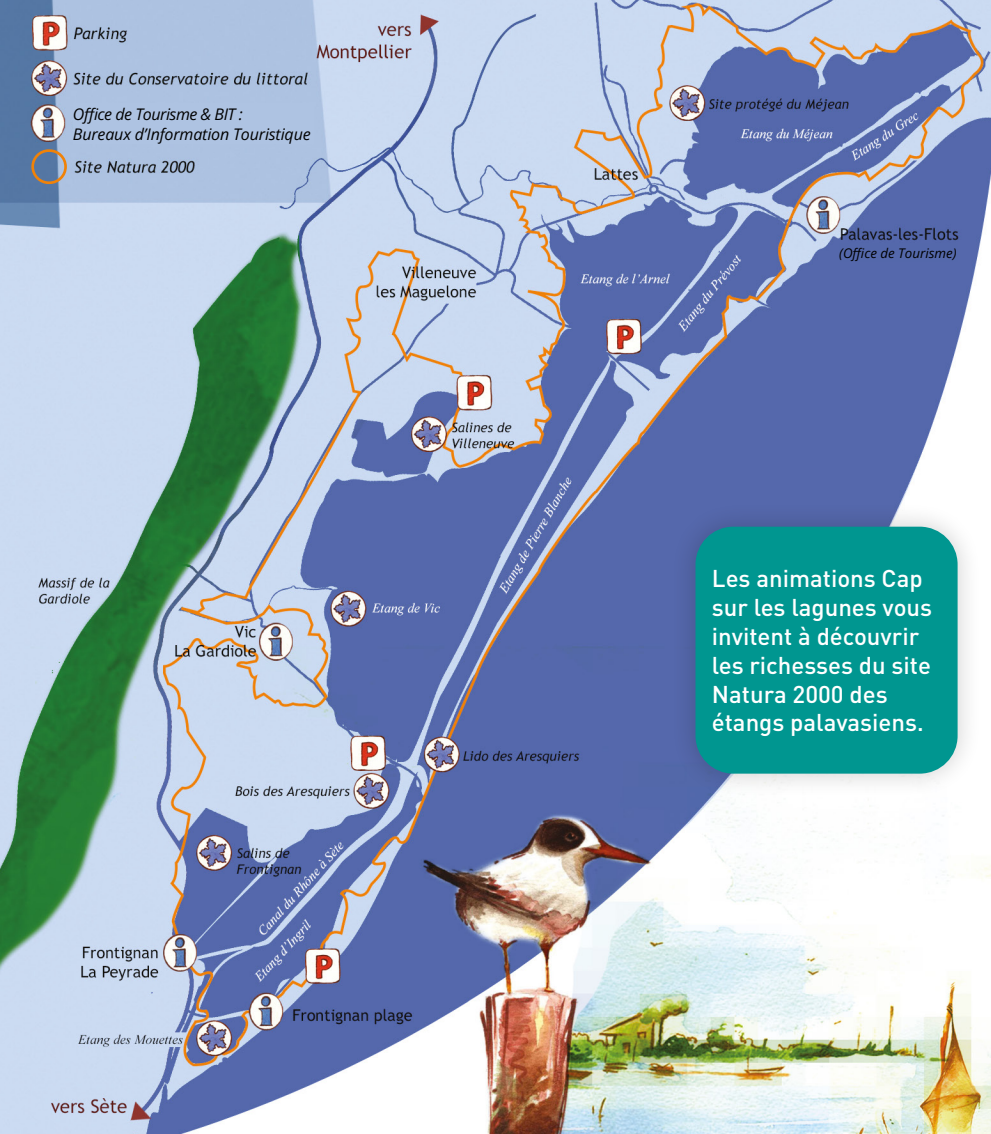 P Parking
Site du Conservatoire du littoral
i Office de Tourisme & BIT :
Bureaux d'Information Touristique
Site Natura 2000
vers
Montpellier
Site protégé du Méjean
Etang du Méjean
Etang du Grec
Lattes
i
Palavas-les-Flots
(Office de Tourisme)
Villeneuve
les Maguelone
Etang de l'Arnel
Etang du Prévost
P
P
Salines de
Villeneuve
Etang de Pierre Blanche
Massif de la
Gardiole
Etang de Vic
Vic
La Gardiole
i
Les animations Cap
sur les lagunes vous
invitent à découvrir
les richesses du site
Natura 2000 des
étangs palavasiens.
P
Lido des Aresquiers
Bois des Aresquiers
Salins de
Frontignan
Canal du Rhône à Sète
Etang d'Ingril
Frontignan
La Peyrade
i
P
i
Frontignan plage
Etang des Mouettes
vers Sète